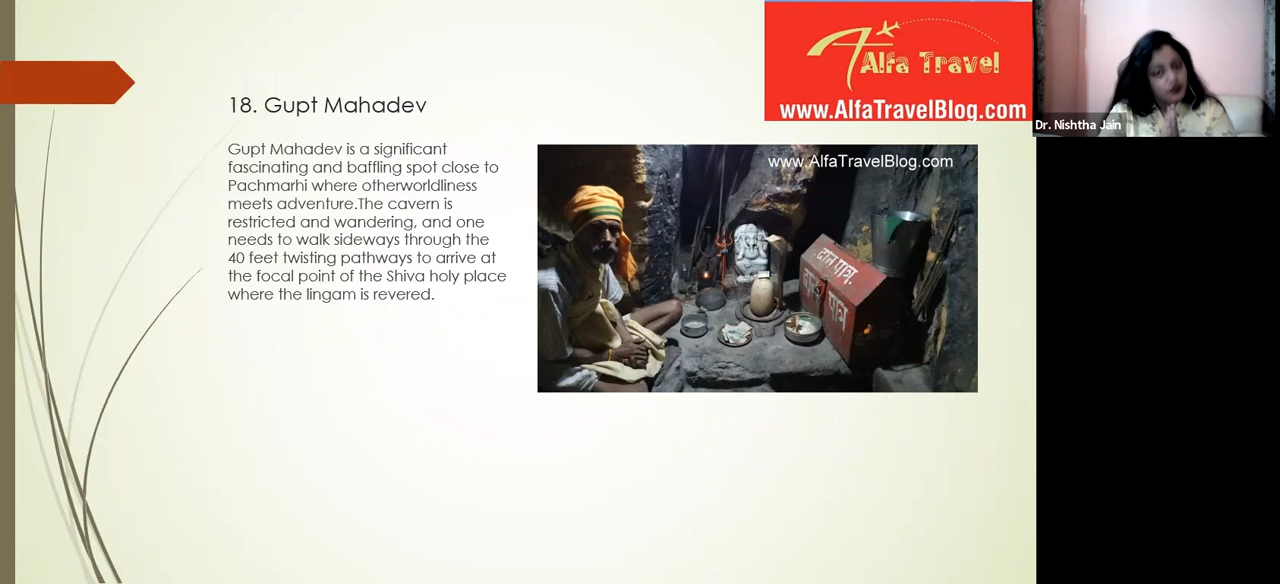 Alfa Travel
www.AlfaTravelBlog.com
Dr. Nishtha Jain
18. Gupt Mahadev
Gupt Mahadev is a significant
fascinating and baffling spot close to
Pachmarhi where otherworldliness
meets adventure.The cavern is
restricted and wandering, and one
needs to walk sideways through the
40 feet twisting pathways to arrive at
the focal point of the Shiva holy place
where the lingam is revered.
www.AlfaTravelBlog.com
दान पात्र.
पात्र